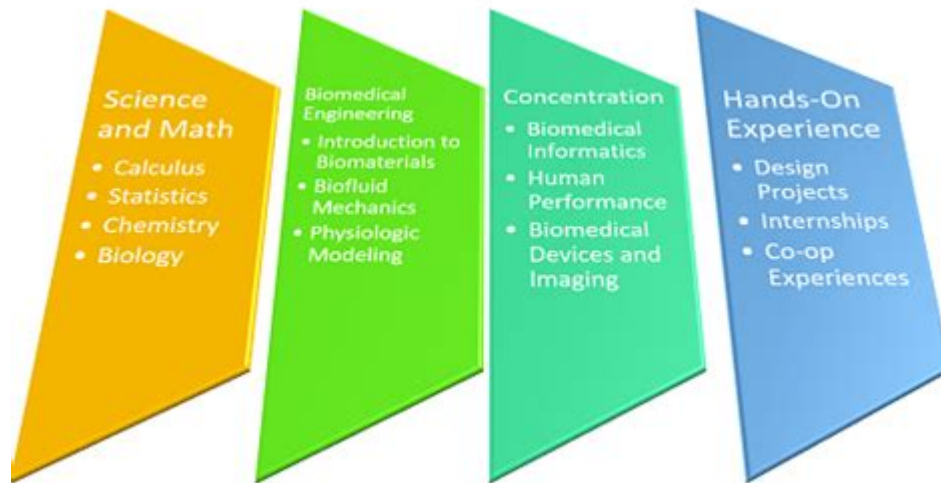 Science
and Math
• Calculus
• Statistics
• Chemistry
• Biology
Biomedical
Engineering
• Introduction to
Biomaterials
• Biofluid
Mechanics
• Physiologic
Modeling
Concentration
• Biomedical
Informatics
• Human
Performance
• Biomedical
Devices and
Imaging
Hands-On
Experience
• Design
Projects
• Internships
• Co-op
Experiences